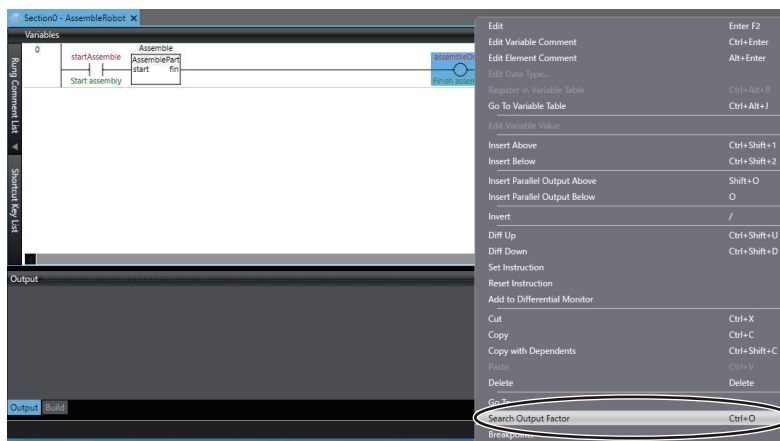 Section0 - AssembleRobot X
Variables
Rung Comment List
Shortcut Key List
0
startAssemble
Start assembly
Assemble
AssemblePart
start fin
Output
Output Build
Edit Enter F2
Edit Variable Comment Ctrl+Enter
Edit Element Comment Alt+Enter
Edit Data Type...
Register in Variable Table Ctrl+Alt+R
Go To Variable Table Ctrl+Alt+J
Edit Variable Value
Insert Above Ctrl+Shift+1
Insert Below Ctrl+Shift+2
Insert Parallel Output Above Shift+O
Insert Parallel Output Below O
Invert /
Diff Up Ctrl+Shift+U
Diff Down Ctrl+Shift+D
Set Instruction
Reset Instruction
Add to Differential Monitor
Cut Ctrl+X
Copy Ctrl+C
Copy with Dependents Ctrl+Shift+C
Paste Ctrl+V
Delete Delete
Go To
Search Output Factor Ctrl+O
Breakpoints